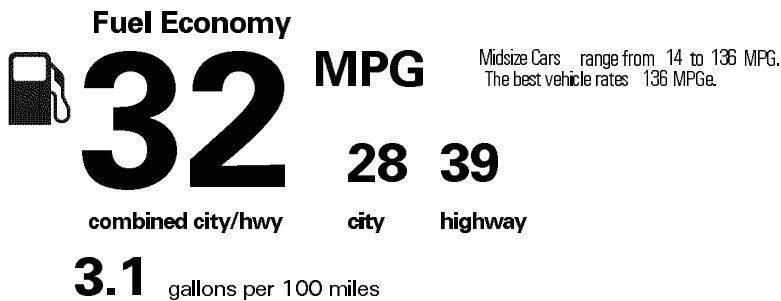 Fuel Economy
32 MPG
Midsize Cars range from 14 to 136 MPG.
The best vehicle rates 136 MPGe.
28 39
combined city/hwy city highway
3.1 gallons per 100 miles